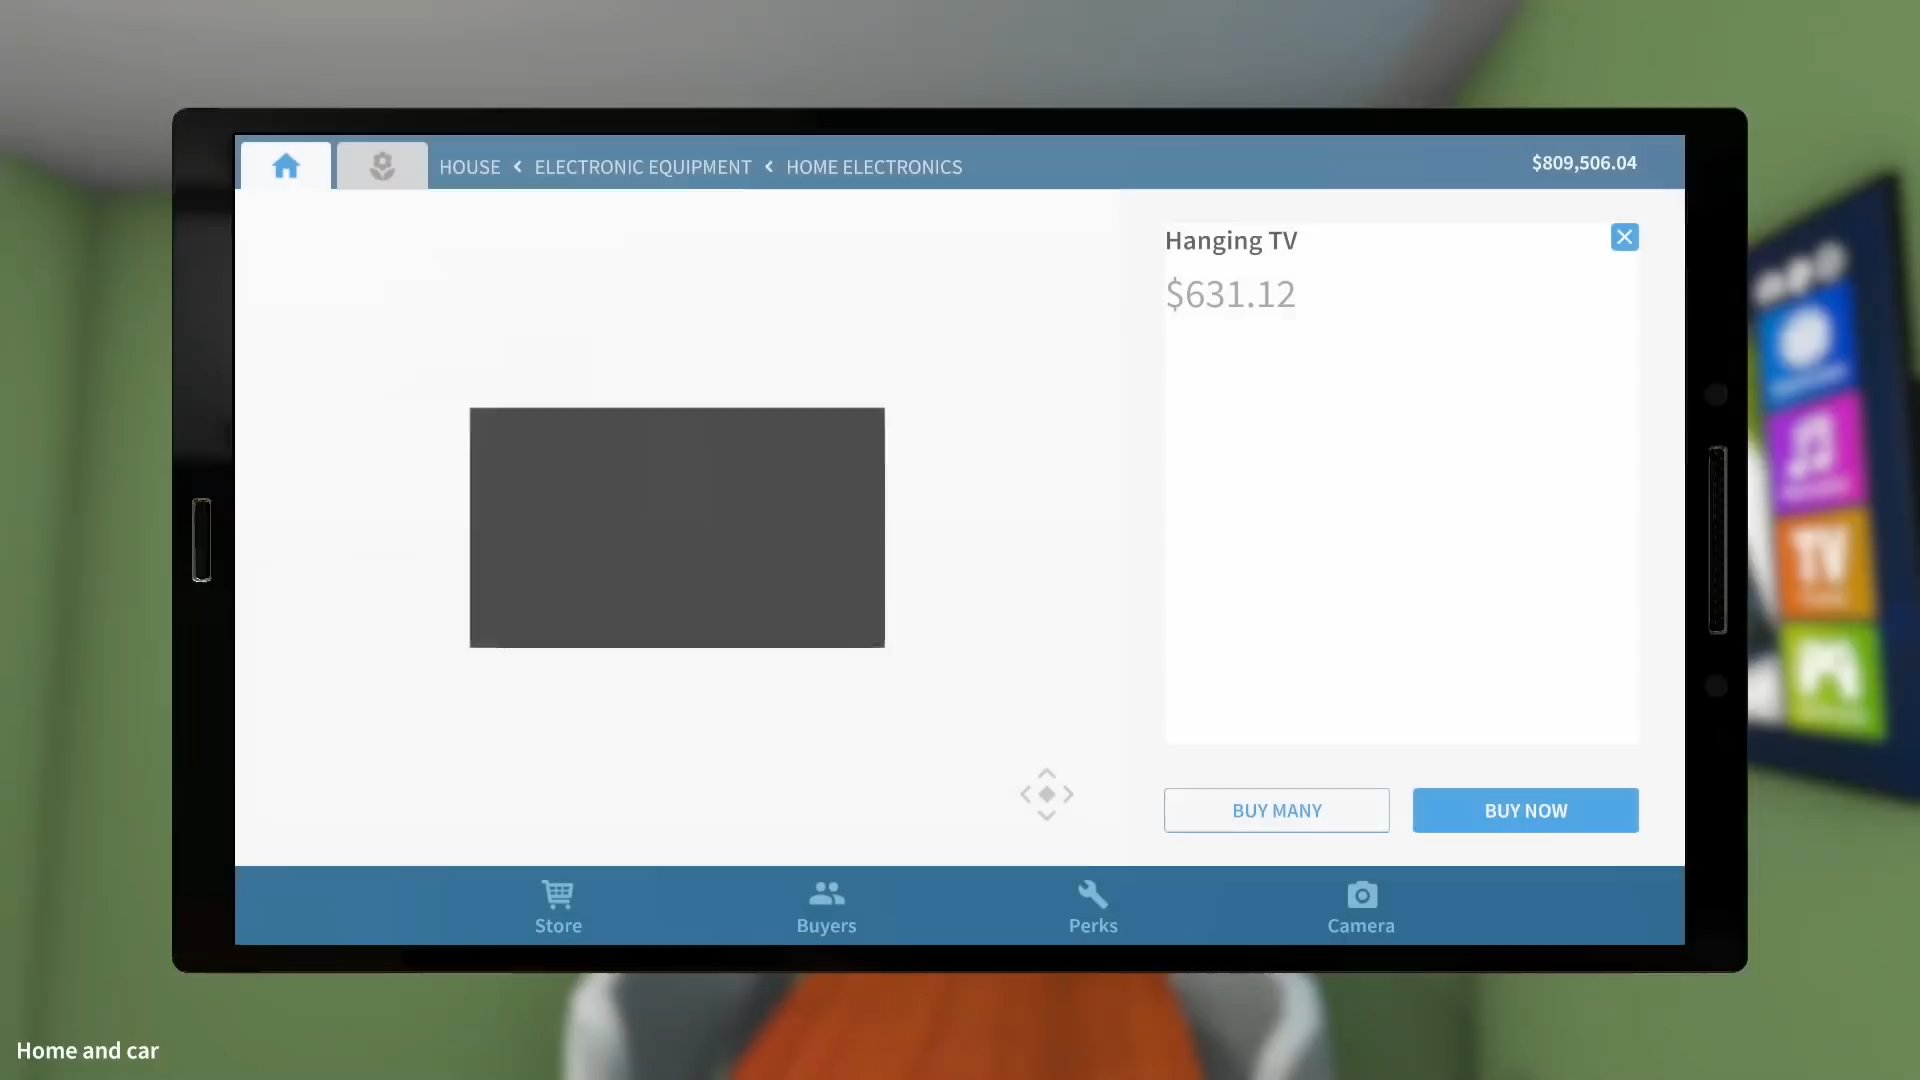 HOUSE < ELECTRONIC EQUIPMENT < HOME ELECTRONICS
$809,506.04
Hanging TV
$631.12
BUY MANY
BUY NOW
Store
Buyers
Perks
Camera
TV
Home and car